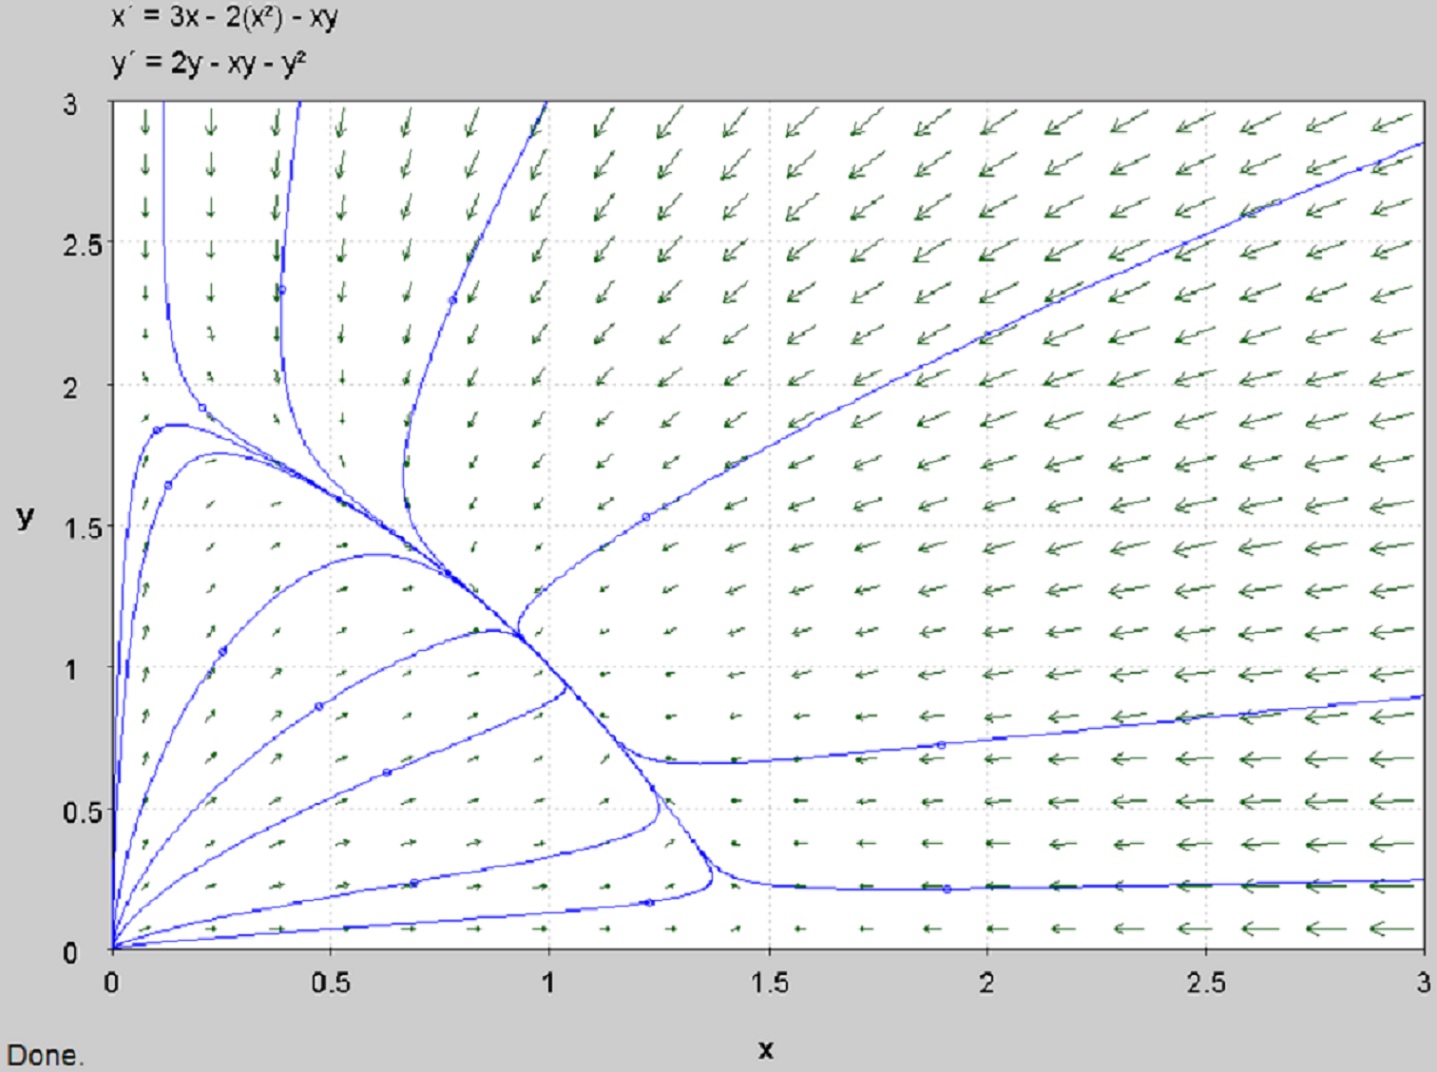 x´ = 3x - 2(x²) - xy
y´ = 2y - xy - y²
3
2.5
2
y
1.5
1
0.5
0
0 0.5 1 1.5 2 2.5 3
x
Done.